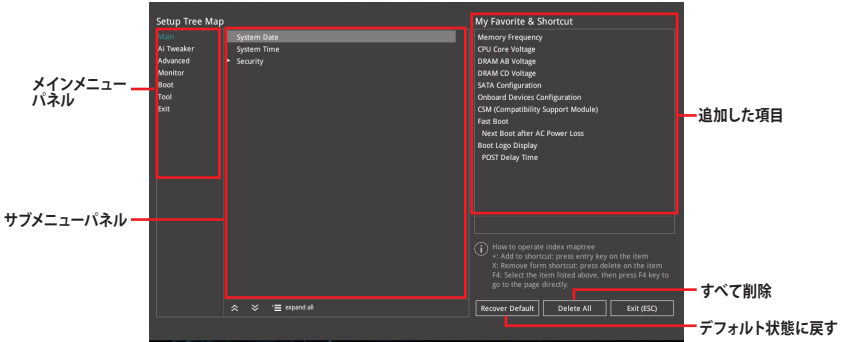 Setup Tree Map
Main
Ai Tweaker
Advanced
Monitor
Boot
Tool
Exit
System Date
System Time
Security
expand all
My Favorite & Shortcut
Memory Frequency
CPU Core Voltage
DRAM AB Voltage
DRAM CD Voltage
SATA Configuration
Onboard Devices Configuration
CSM (Compatibility Support Module)
Fast Boot
Next Boot after AC Power Loss
Boot Logo Display
POST Delay Time
How to operate index maptree
+: Add to shortcut: press entry key on the item
X: Remove form shortcut: press delete on the item
F4: Select the item listed above, then press F4 key to
go to the page directly.
Recover Default
Delete All
Exit (ESC)
メインメニュー
パネル
サブメニューパネル
追加した項目
すべて削除
デフォルト状態に戻す